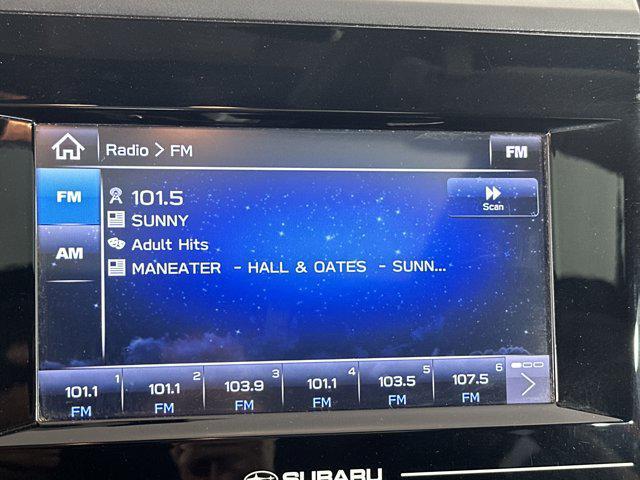 Radio > FM
FM
FM
101.5
Scan
SUNNY
AM
Adult Hits
MANEATER - HALL & OATES - SUNN...
1 2 3 4 5 6
101.1 101.1 103.9 101.1 103.5 107.5
FM FM FM FM FM FM
SUBARU